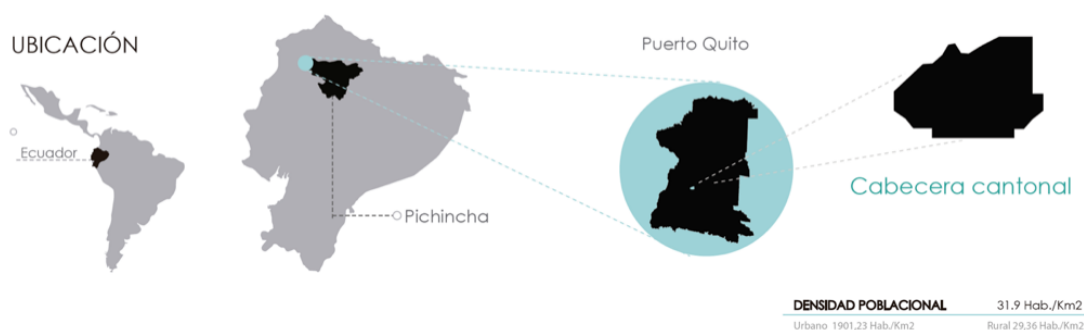 UBICACIÓN
Ecuador
Pichincha
Puerto Quito
Cabecera cantonal
DENSIDAD POBLACIONAL 31.9 Hab./Km2
Urbano 1901,23 Hab./Km2 Rural 29,36 Hab./Km2